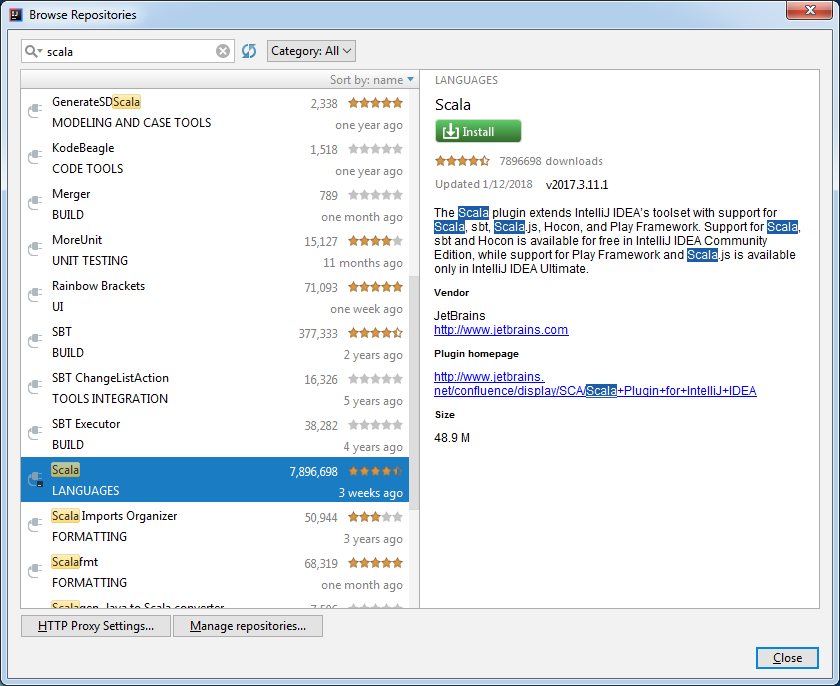 Browse Repositories
scala
Category: All
Sort by: name
GenerateSDScala 2,338
MODELING AND CASE TOOLS one year ago
KodeBeagle 1,518
CODE TOOLS one year ago
Merger 789
BUILD one month ago
MoreUnit 15,127
UNIT TESTING 11 months ago
Rainbow Brackets 71,093
UI one week ago
SBT 377,333
BUILD 2 years ago
SBT ChangeListAction 16,326
TOOLS INTEGRATION 5 years ago
SBT Executor 38,282
BUILD 4 years ago
Scala 7,896,698
LANGUAGES 3 weeks ago
Scala Imports Organizer 50,944
FORMATTING 3 years ago
Scalafmt 68,319
FORMATTING one month ago
Scalagen Java to Scala converter
LANGUAGES
Scala
Install
7896698 downloads
Updated 1/12/2018 v2017.3.11.1
The Scala plugin extends IntelliJ IDEA's toolset with support for
Scala, sbt, Scala.js, Hocon, and Play Framework. Support for Scala,
sbt and Hocon is available for free in IntelliJ IDEA Community
Edition, while support for Play Framework and Scala.js is available
only in IntelliJ IDEA Ultimate.
Vendor
JetBrains
http://www.jetbrains.com
Plugin homepage
http://www.jetbrains.
net/confluence/display/SCA/Scala+Plugin+for+IntelliJ+IDEA
Size
48.9 M
HTTP Proxy Settings...
Manage repositories...
Close